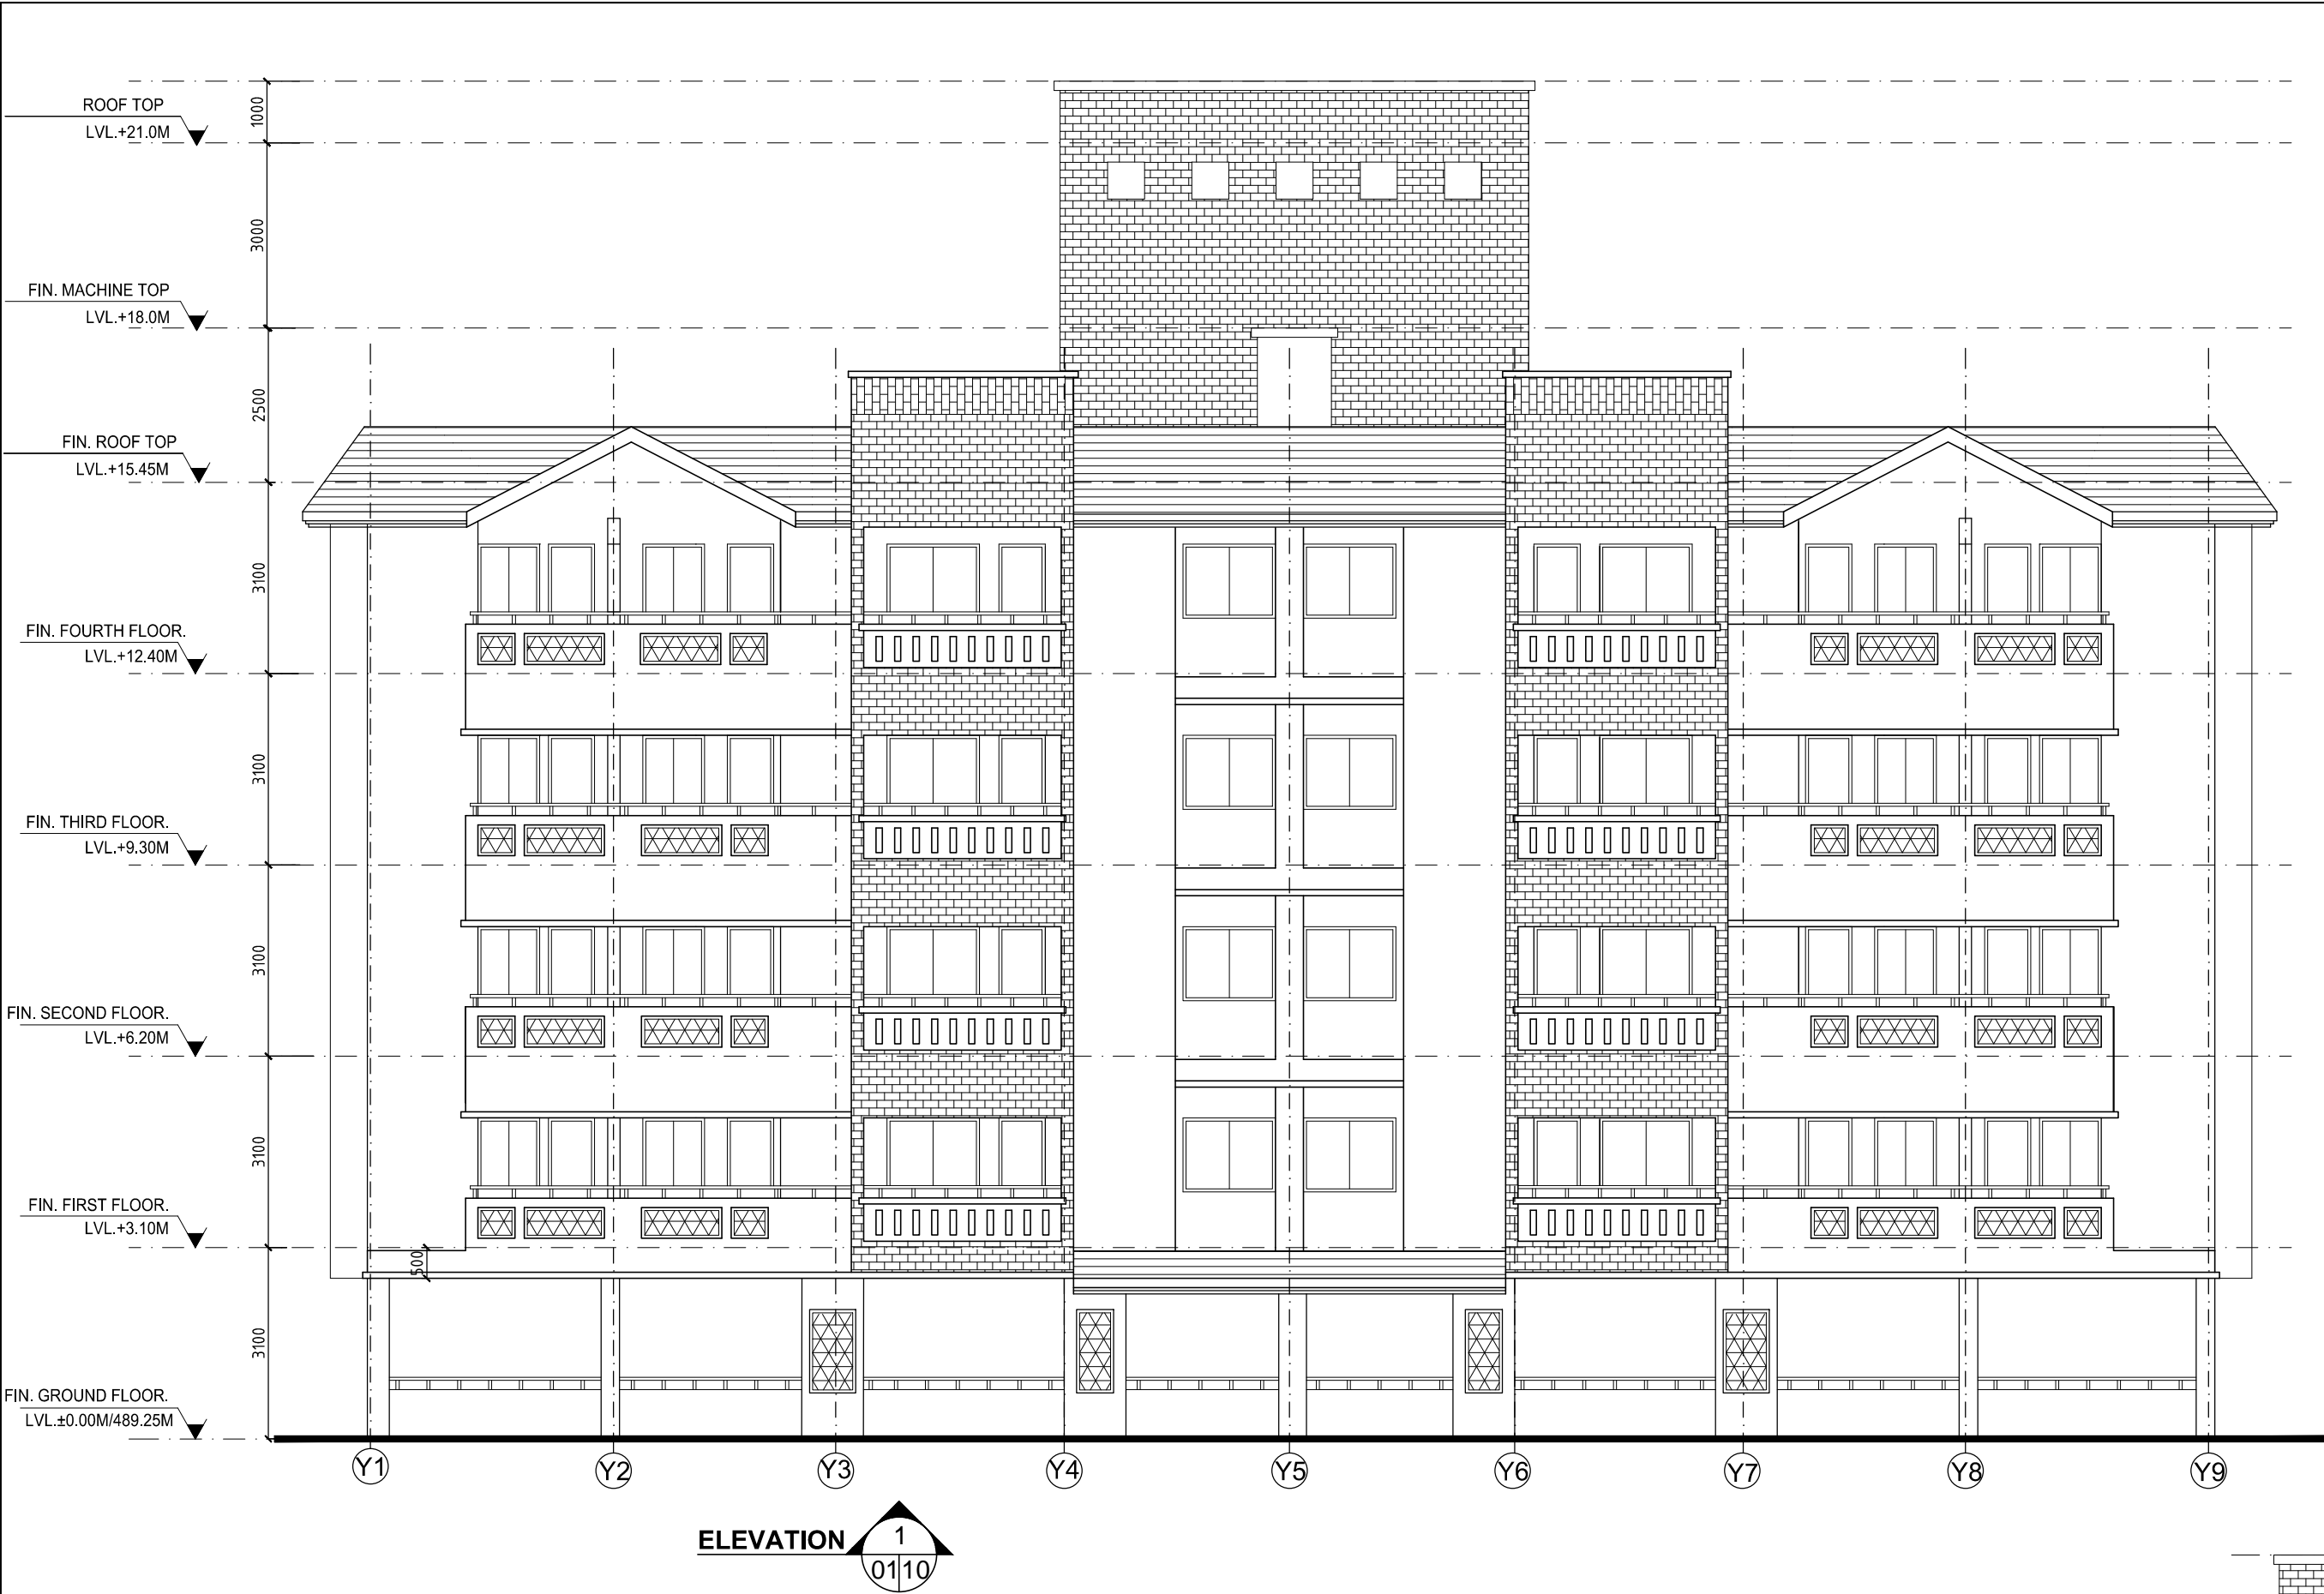 1000
ROOF TOP
LVL.+21.0M
3000
FIN. MACHINE TOP
LVL.+18.0M
2500
FIN. ROOF TOP
LVL.+15.45M
3100
FIN. FOURTH FLOOR.
LVL.+12.40M
3100
FIN. THIRD FLOOR.
LVL.+9.30M
3100
FIN. SECOND FLOOR.
LVL.+6.20M
3100
FIN. FIRST FLOOR.
LVL.+3.10M
500
3100
FIN. GROUND FLOOR.
LVL.±0.00M/489.25M
Y1 Y2 Y3 Y4 Y5 Y6 Y7 Y8 Y9
ELEVATION 1
01 10